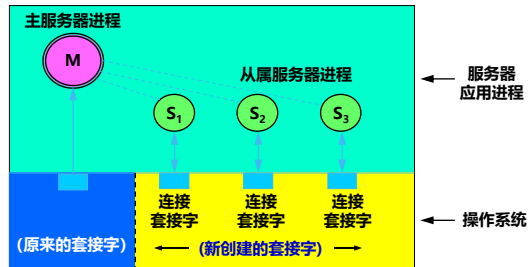 主服务器进程
M
从属服务器进程
S1
S2
S3
服务器
应用进程
连接
套接字
连接
套接字
连接
套接字
(原来的套接字)
(新创建的套接字)
操作系统